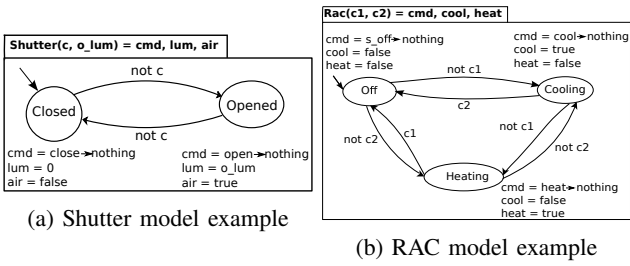 Shutter(c, o_lum) = cmd, lum, air
not c
Closed
Opened
not c
cmd = close→nothing
lum = 0
air = false
cmd = open→nothing
lum = o_lum
air = true
(a) Shutter model example
Rac(c1, c2) = cmd, cool, heat
cmd = s_off→nothing
cool = false
heat = false
cmd = cool→nothing
cool = true
heat = false
not c1
Off
Cooling
c2
not c2
c1
not c1
not c2
Heating
cmd = heat→nothing
cool = false
heat = true
(b) RAC model example